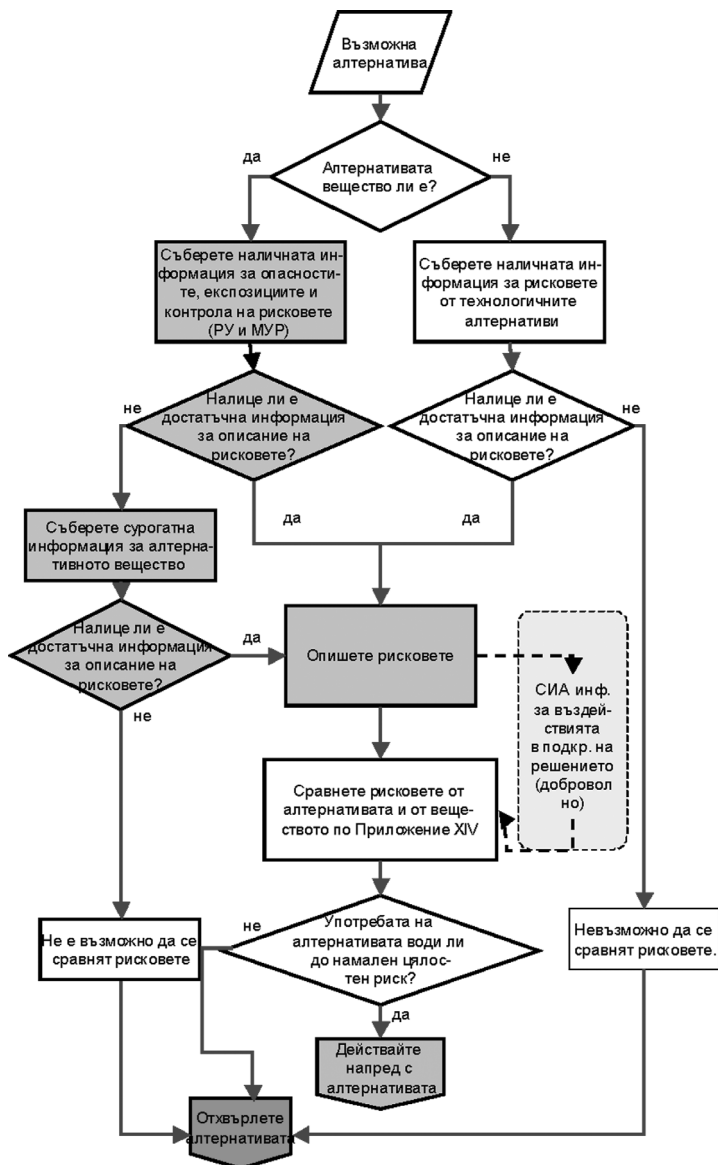 Възможна
алтернатива
да
не
Алтернативата
вещество ли е?
Съберете наличната ин-
формация за опасности-
те, експозициите и
контрола на рисковете
(РУ и МУР)
Съберете наличната ин-
формация за рисковете
от технологичните
алтернативи
не
Налице ли е
достатъчна информация
за описание на
рисковете?
Налице ли е
достатъчна информация
за описание на
рисковете?
не
да
да
Съберете сурогатна
информация за алтерна-
тивното вещество
Налице ли е
достатъчна информация
за описание на
рисковете?
да
не
Опишете рисковете
СИА инф.
за въздей-
ствията
в подкр. на
решението
(добровол
но)
Сравнете рисковете от
алтернативата и от веще-
ството по Приложение XIV
не
Употребата на
алтернативата води ли
до намален цялос-
тен риск?
да
Не е възможно да се
сравнят рисковете
Невъзможно да се
сравнят рисковете.
Действайте
напред с
алтернативата
Отхвърлете
алтернативата